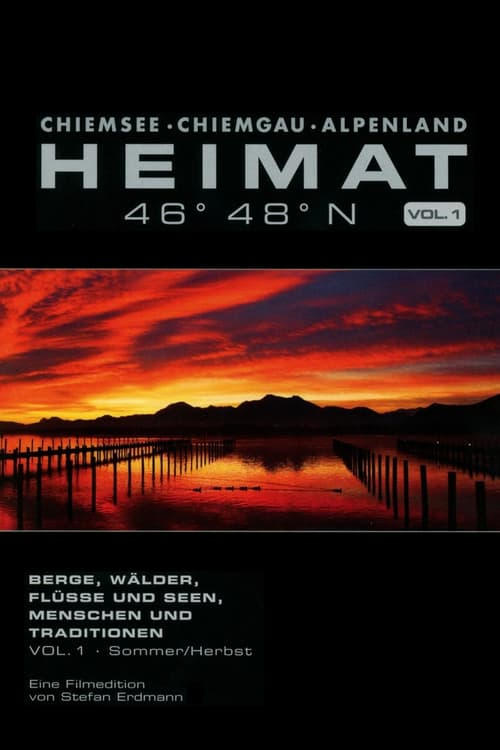 CHIEMSEE · CHIEMGAU · ALPENLAND
HEIMAT
46° 48° N VOL. 1
BERGE, WÄLDER,
FLÜSSE UND SEEN,
MENSCHEN UND
TRADITIONEN
VOL. 1 · Sommer/Herbst
Eine Filmedition
von Stefan Erdmann